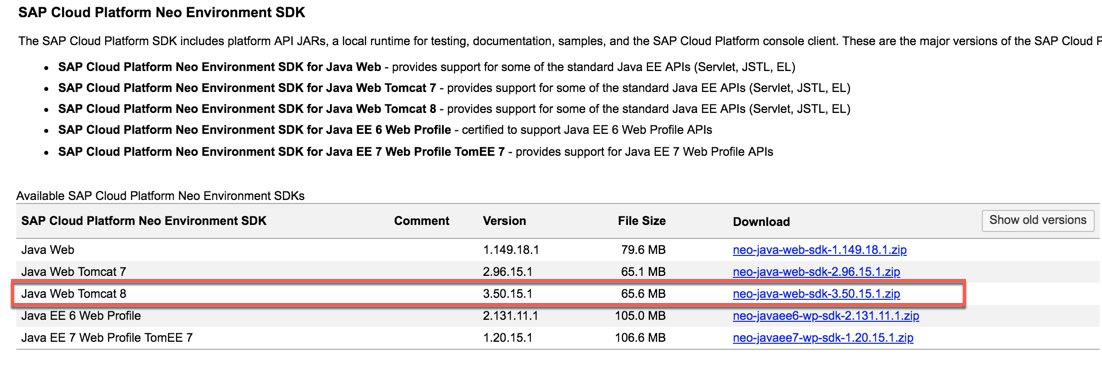 SAP Cloud Platform Neo Environment SDK
The SAP Cloud Platform SDK includes platform API JARs, a local runtime for testing, documentation, samples, and the SAP Cloud Platform console client. These are the major versions of the SAP Cloud P
• SAP Cloud Platform Neo Environment SDK for Java Web - provides support for some of the standard Java EE APIs (Servlet, JSTL, EL)
• SAP Cloud Platform Neo Environment SDK for Java Web Tomcat 7 - provides support for some of the standard Java EE APIs (Servlet, JSTL, EL)
• SAP Cloud Platform Neo Environment SDK for Java Web Tomcat 8 - provides support for some of the standard Java EE APIs (Servlet, JSTL, EL)
• SAP Cloud Platform Neo Environment SDK for Java EE 6 Web Profile - certified to support Java EE 6 Web Profile APIs
• SAP Cloud Platform Neo Environment SDK for Java EE 7 Web Profile TomEE 7 - provides support for Java EE 7 Web Profile APIs
Available SAP Cloud Platform Neo Environment SDKs
SAP Cloud Platform Neo Environment SDK Comment Version File Size Download Show old versions
Java Web 1.149.18.1 79.6 MB neo-java-web-sdk-1.149.18.1.zip
Java Web Tomcat 7 2.96.15.1 65.1 MB neo-java-web-sdk-2.96.15.1.zip
Java Web Tomcat 8 3.50.15.1 65.6 MB neo-java-web-sdk-3.50.15.1.zip
Java EE 6 Web Profile 2.131.11.1 105.0 MB neo-javaee6-wp-sdk-2.131.11.1.zip
Java EE 7 Web Profile TomEE 7 1.20.15.1 106.6 MB neo-javaee7-wp-sdk-1.20.15.1.zip